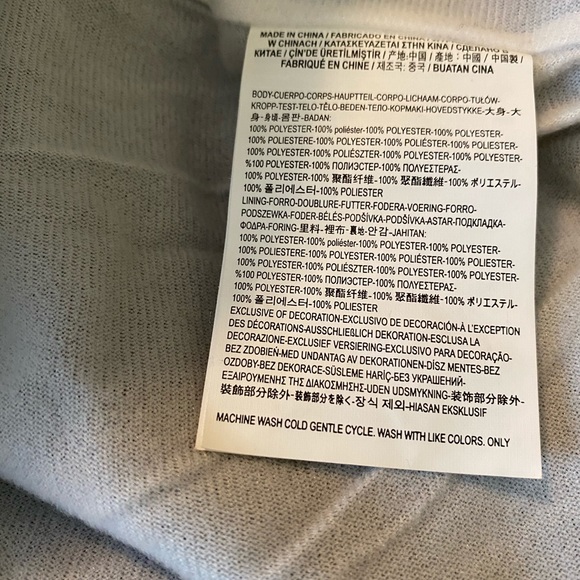 MADE IN CHINA / FABRICADO EN CHINA /
W CHINACH / ΚΑΤΑΣΚΕΥΑΖΕΤΑΙ ΣΤΗΝ ΚΙΝΑ / СДЕЛАНО В
КИТАЕ / ÇİN'DE ÜRETİLMİŞTİR / 产地:中国 / 產地：中國 / 中国製 /
FABRIQUÉ EN CHINE / 제조국: 중국 / BUATAN CINA
BODY-CUERPO-CORPS-HAUPTTEIL-CORPO-LICHAAM-CORPO-TUŁÓW-
KROPP-TEST-TELO-TĚLO-BEDEN-ТЕЛО-ΚΟΡΜΑΚΙ-HOVEDSTYKKE-大身-大
身-身頃-몸판-BADAN:
100% POLYESTER-100% poliéster-100% POLYESTER-100% POLYESTER-
100% POLIESTERE-100% POLYESTER-100% POLIÉSTER-100% POLYESTER-
100% POLYESTER-100% POLIÉSZTER-100% POLYESTER-100% POLYESTER-
%100 POLYESTER-100% ПОЛИЭСТЕР-100% ΠΟΛΥΕΣΤΕΡΑΣ-
100% POLYESTER-100% 聚酯纤维-100% 聚酯纖維-100% ポリエステル-
100% 폴리에스터-100% POLIESTER
LINING-FORRO-DOUBLURE-FUTTER-FODERA-VOERING-FORRO-
PODSZEWKA-FODER-BÉLÉS-PODŠÍVKA-PODŠÍVKA-ASTAR-ПОДКЛАДКА-
ΦΟΔΡΑ-FORING-里料-裡布-裏地-안감-JAHITAN:
100% POLYESTER-100% poliéster-100% POLYESTER-100% POLYESTER-
100% POLIESTERE-100% POLYESTER-100% POLIÉSTER-100% POLYESTER-
100% POLYESTER-100% POLIÉSZTER-100% POLYESTER-100% POLYESTER-
%100 POLYESTER-100% ПОЛИЭСТЕР-100% ΠΟΛΥΕΣΤΕΡΑΣ-
100% POLYESTER-100% 聚酯纤维-100% 聚酯纖維-100% ポリエステル-
100% 폴리에스터-100% POLIESTER
EXCLUSIVE OF DECORATION-EXCLUSIVO DE DECORACIÓN-À L'EXCEPTION
DES DÉCORATIONS-AUSSCHLIEßLICH DEKORATION-ESCLUSA LA
DECORAZIONE-EXCLUSIEF VERSIERING-EXCLUSIVO PARA DECORAÇÃO-
BEZ ZDOBIEŃ-MED UNDANTAG AV DEKORATIONEN-DÍSZ MENTES-BEZ
OZDOBY-BEZ DEKORACE-SÜSLEME HARİÇ-БЕЗ УКРАШЕНИЙ-
ΕΞΑΙΡΟΥΜΕΝΗΣ ΤΗΣ ΔΙΑΚΟΣΜΗΣΗΣ-UDEN UDSMYKNING-装饰部分除外-
裝飾部分除外-装飾部分を除く-장식 제외-HIASAN EKSKLUSIF
MACHINE WASH COLD GENTLE CYCLE. WASH WITH LIKE COLORS. ONLY